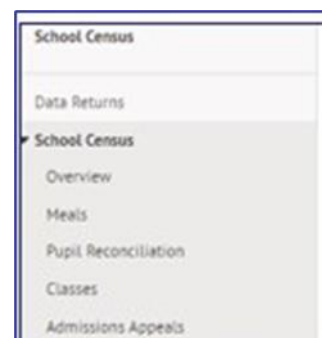 School Census
Data Returns
School Census
Overview
Meals
Pupil Reconciliation
Classes
Admissions Appeals